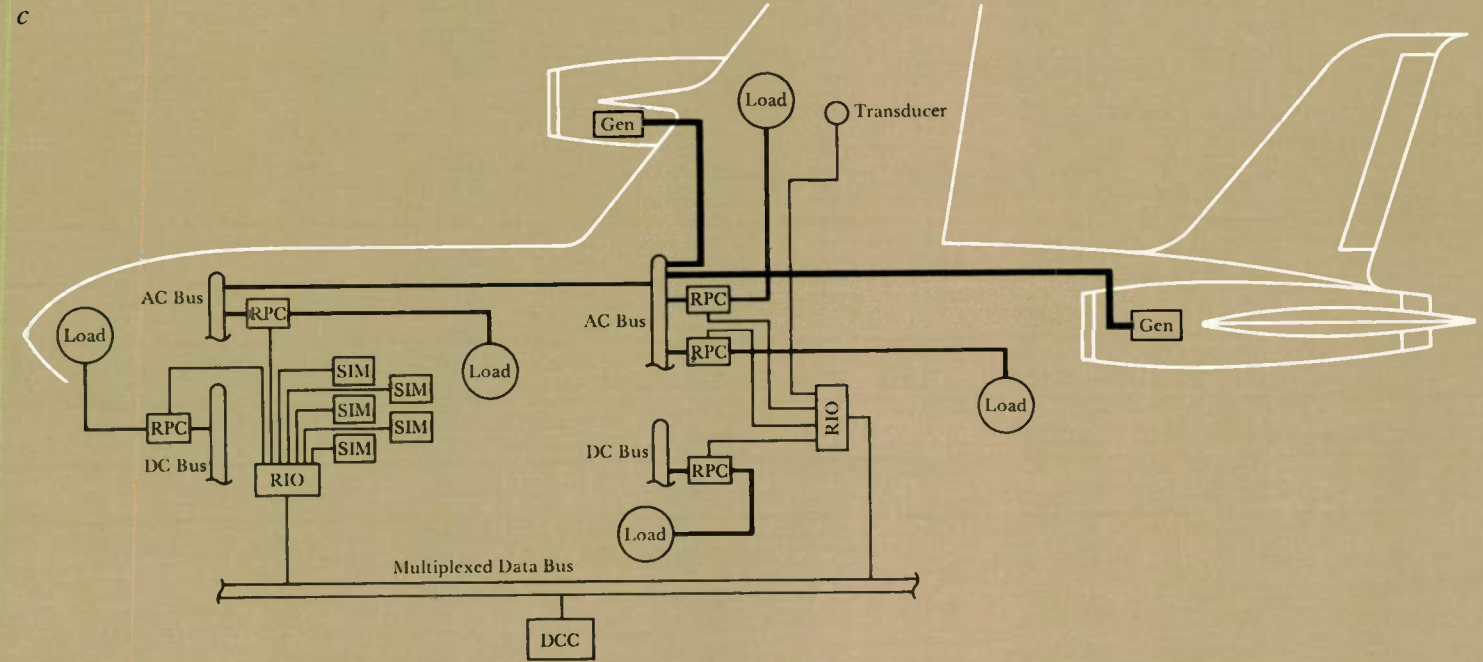 c
Gen
Load
Transducer
AC Bus
RPC
Load
Load
AC Bus
RPC
RPC
Load
Gen
SIM
SIM
SIM
SIM
SIM
RPC
DC Bus
RIO
DC Bus
RPC
RIO
Load
Multiplexed Data Bus
DCC